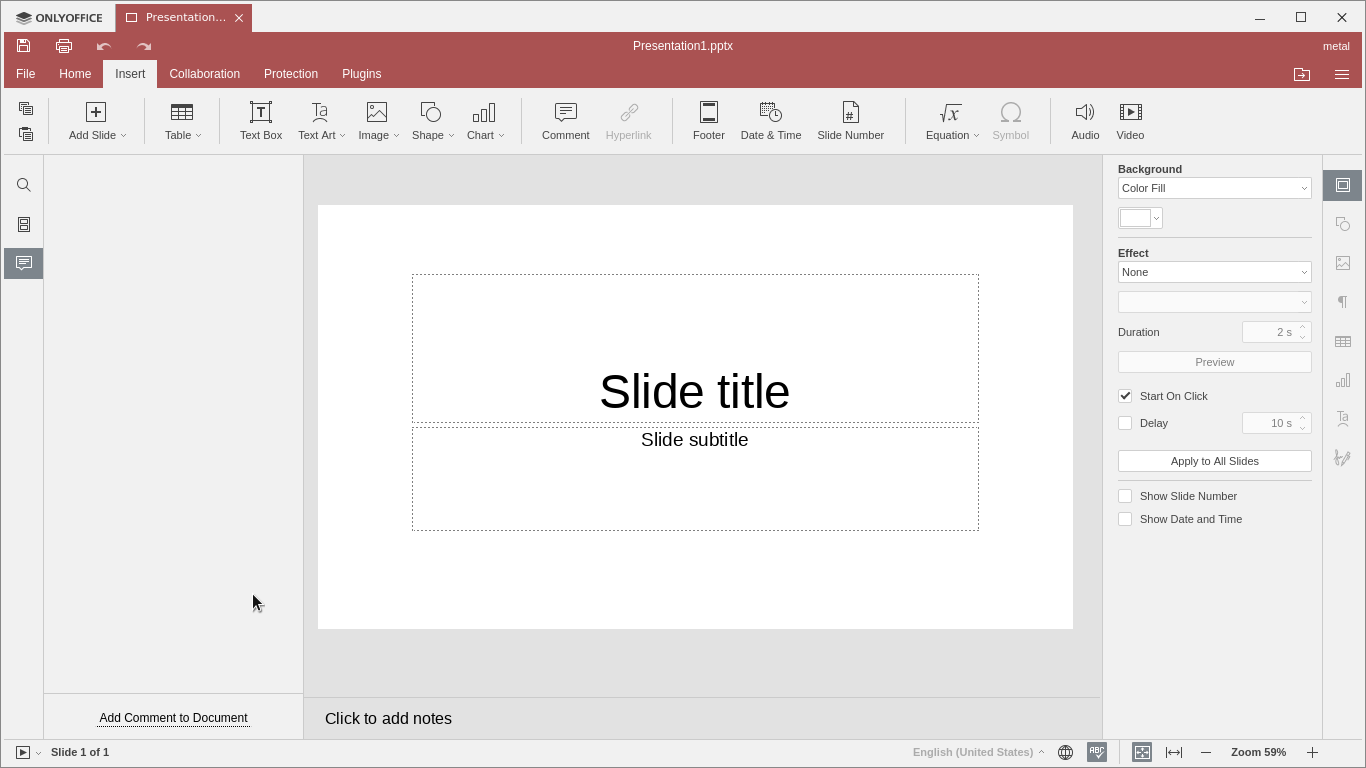 ONLYOFFICE
Presentation...
Presentation1.pptx
metal
File
Home
Insert
Collaboration
Protection
Plugins
Add Slide
Table
Text Box
Text Art
Image
Shape
Chart
Comment
Hyperlink
Footer
Date & Time
Slide Number
Equation
Symbol
Audio
Video
Background
Color Fill
Effect
None
Duration
2 s
Preview
Start On Click
Delay
10 s
Apply to All Slides
Show Slide Number
Show Date and Time
Slide title
Slide subtitle
Add Comment to Document
Click to add notes
Slide 1 of 1
English (United States)
ABC
Zoom 59%